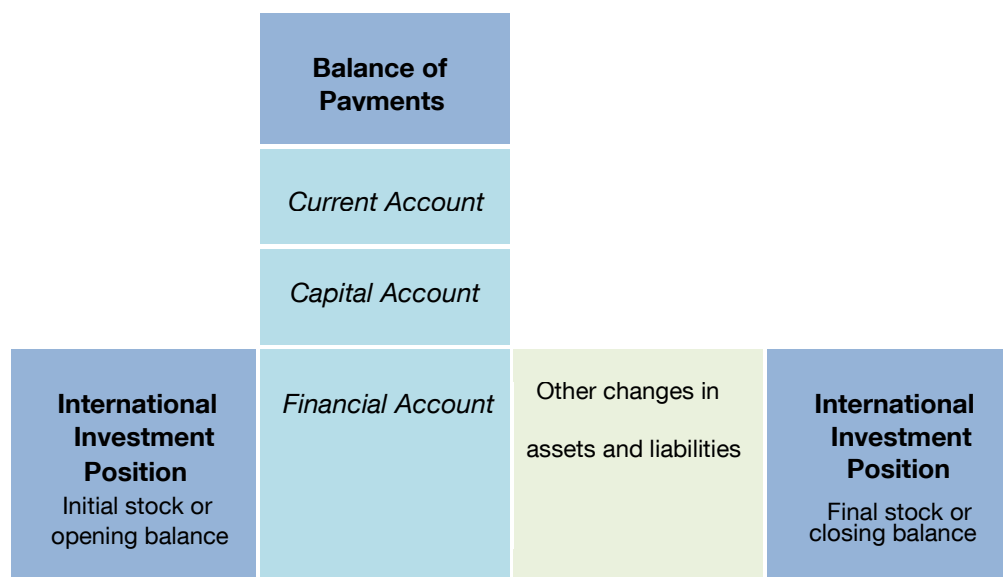 Balance of
Payments
Current Account
Capital Account
International
Investment
Position
Initial stock or
opening balance
Financial Account
Other changes in
assets and liabilities
International
Investment
Position
Final stock or
closing balance